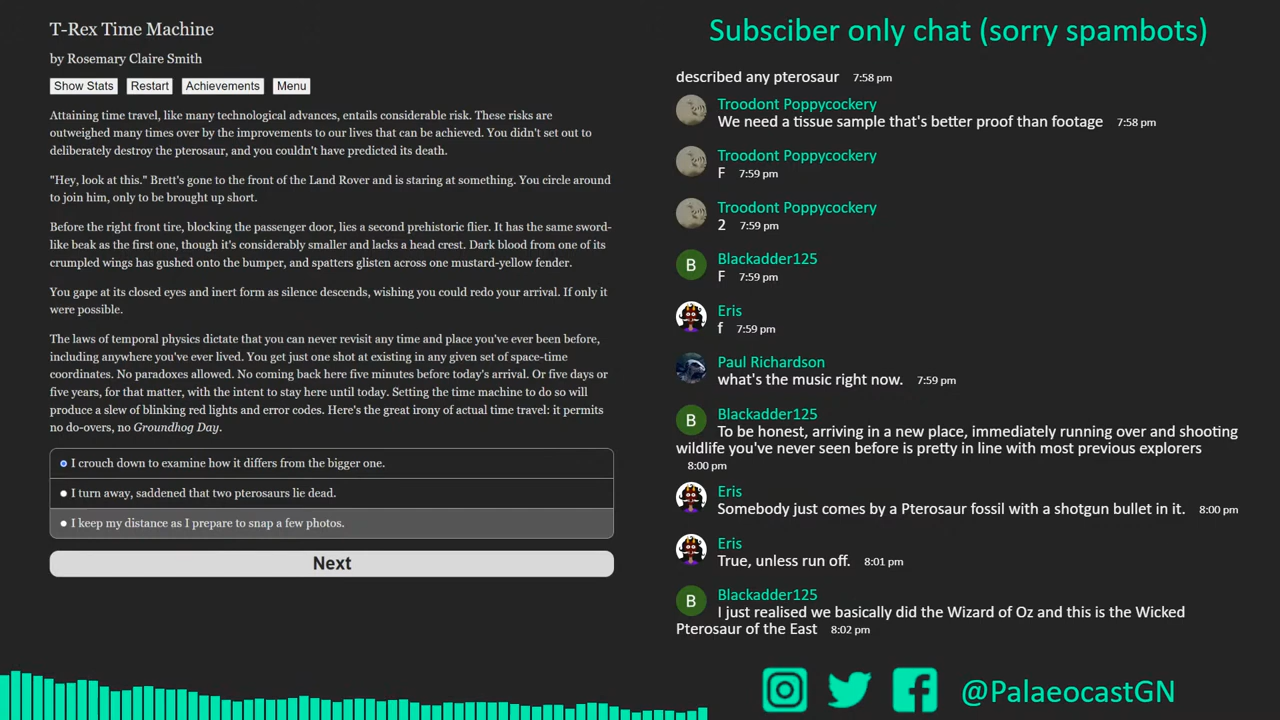 T-Rex Time Machine
by Rosemary Claire Smith
Show Stats
Restart
Achievements
Menu
Attaining time travel, like many technological advances, entails considerable risk. These risks are
outweighed many times over by the improvements to our lives that can be achieved. You didn't set out to
deliberately destroy the pterosaur, and you couldn't have predicted its death.
"Hey, look at this." Brett's gone to the front of the Land Rover and is staring at something. You circle around
to join him, only to be brought up short.
Before the right front tire, blocking the passenger door, lies a second prehistoric flier. It has the same sword-
like beak as the first one, though it's considerably smaller and lacks a head crest. Dark blood from one of its
crumpled wings has gushed onto the bumper, and spatters glisten across one mustard-yellow fender.
You gape at its closed eyes and inert form as silence descends, wishing you could redo your arrival. If only it
were possible.
The laws of temporal physics dictate that you can never revisit any time and place you've ever been before,
including anywhere you've ever lived. You get just one shot at existing in any given set of space-time
coordinates. No paradoxes allowed. No coming back here five minutes before today's arrival. Or five days or
five years, for that matter, with the intent to stay here until today. Setting the time machine to do so will
produce a slew of blinking red lights and error codes. Here's the great irony of actual time travel: it permits
no do-overs, no Groundhog Day.
I crouch down to examine how it differs from the bigger one.
I turn away, saddened that two pterosaurs lie dead.
I keep my distance as I prepare to snap a few photos.
Next
Subsciber only chat (sorry spambots)
described any pterosaur 7:58 pm
Troodont Poppycockery
We need a tissue sample that's better proof than footage 7:58 pm
Troodont Poppycockery
F 7:59 pm
Troodont Poppycockery
2 7:59 pm
B
Blackadder125
F 7:59 pm
Eris
f 7:59 pm
Paul Richardson
what's the music right now. 7:59 pm
B
Blackadder125
To be honest, arriving in a new place, immediately running over and shooting
wildlife you've never seen before is pretty in line with most previous explorers
8:00 pm
Eris
Somebody just comes by a Pterosaur fossil with a shotgun bullet in it. 8:00 pm
Eris
True, unless run off. 8:01 pm
B
Blackadder125
I just realised we basically did the Wizard of Oz and this is the Wicked
Pterosaur of the East 8:02 pm
@PalaeocastGN